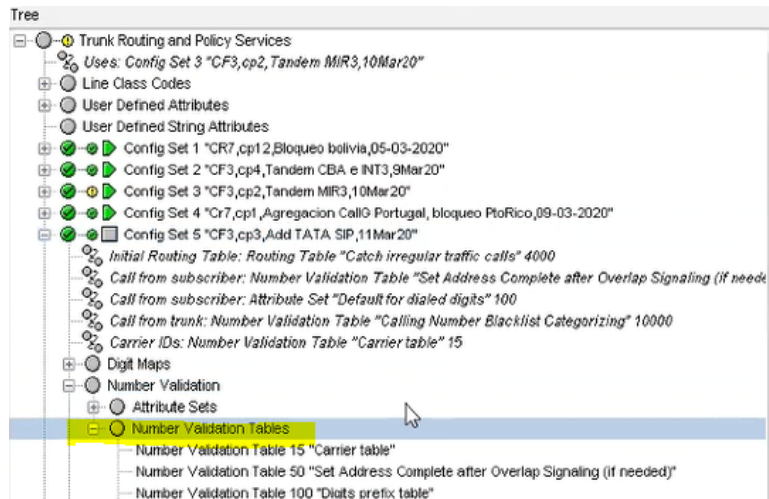 Tree
Trunk Routing and Policy Services
Uses: Config Set 3 "CF3,cp2,Tandem MIR3,10Mar20"
Line Class Codes
User Defined Attributes
User Defined String Attributes
Config Set 1 "CR7,cp12,Bloqueo bolivia,05-03-2020"
Config Set 2 "CF3,cp4,Tandem CBA e INT3,9Mar20"
Config Set 3 "CF3,cp2,Tandem MIR3,10Mar20"
Config Set 4 "Cr7,cp1,Agregacion CallG Portugal, bloqueo PtoRico,09-03-2020"
Config Set 5 "CF3,cp3,Add TATA SIP,11Mar20"
Initial Routing Table: Routing Table "Catch irregular traffic calls" 4000
Call from subscriber: Number Validation Table "Set Address Complete after Overlap Signaling (if neede
Call from subscriber: Attribute Set "Default for dialed digits" 100
Call from trunk: Number Validation Table "Calling Number Blacklist Categorizing" 10000
Carrier IDs: Number Validation Table "Carrier table" 15
Digit Maps
Number Validation
Attribute Sets
Number Validation Tables
Number Validation Table 15 "Carrier table"
Number Validation Table 50 "Set Address Complete after Overlap Signaling (if needed)"
Number Validation Table 100 "Digits prefix table"